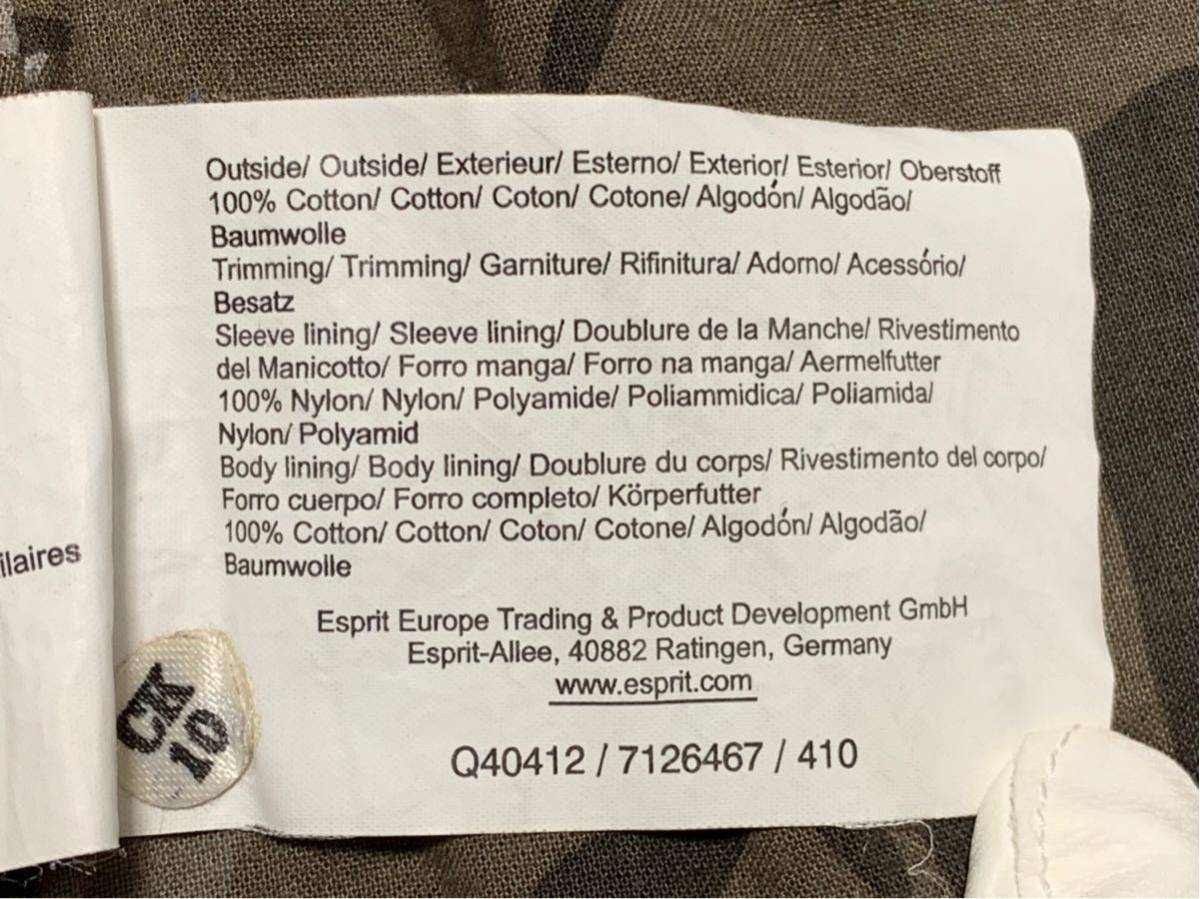 Outside/ Outside/ Exterieur/ Esterno/ Exterior/ Esterior/ Oberstoff
100% Cotton/ Cotton/ Coton/ Cotone/ Algodón/ Algodão/
Baumwolle
Trimming/ Trimming/ Garniture/ Rifinitura/ Adorno/ Acessório/
Besatz
Sleeve lining/ Sleeve lining/ Doublure de la Manche/ Rivestimento
del Manicotto/ Forro manga/ Forro na manga/ Aermelfutter
100% Nylon/ Nylon/ Polyamide/ Poliammidica/ Poliamida/
Nylon/ Polyamid
Body lining/ Body lining/ Doublure du corps/ Rivestimento del corpo/
Forro cuerpo/ Forro completo/ Körperfutter
100% Cotton/ Cotton/ Coton/ Cotone/ Algodón/ Algodão/
Baumwolle
ilaires
Esprit Europe Trading & Product Development GmbH
Esprit-Allee, 40882 Ratingen, Germany
www.esprit.com
Q40412 / 7126467 / 410
CK
10